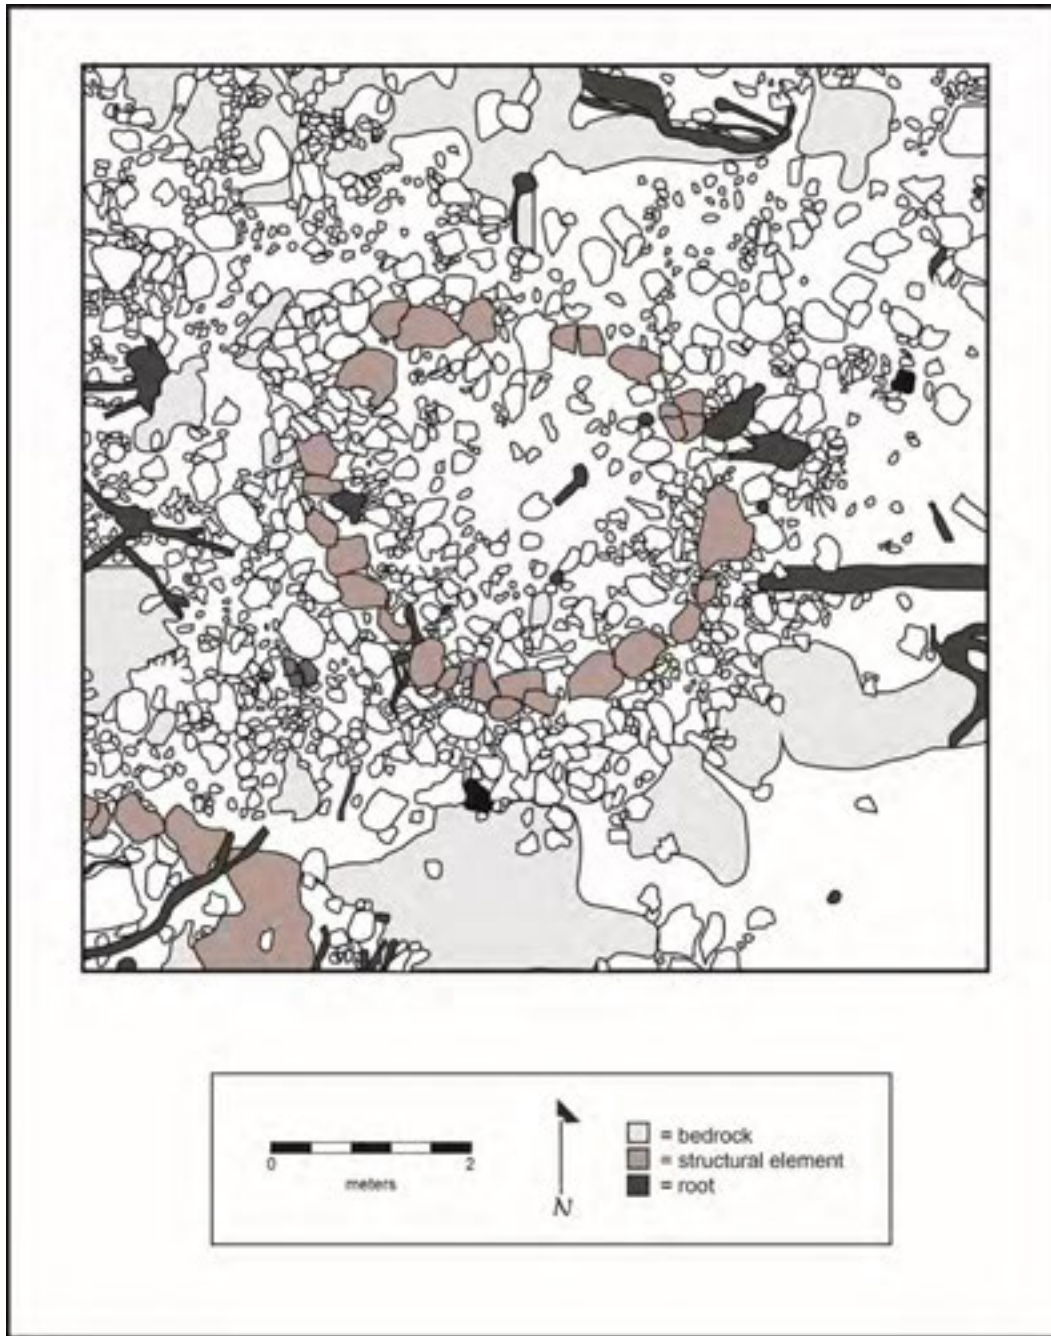 0 2
meters
N
= bedrock
= structural element
= root